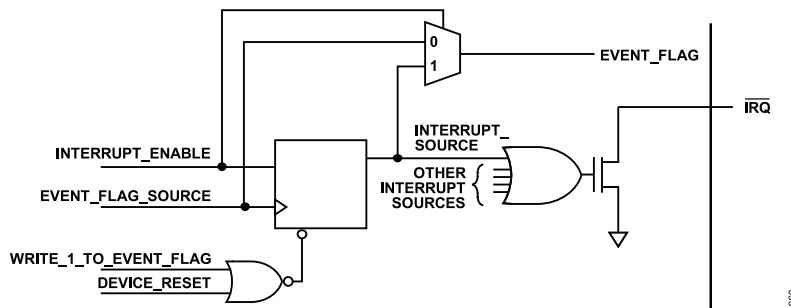 0
1
EVENT_FLAG
IRQ
INTERRUPT_ENABLE
INTERRUPT_
SOURCE
OTHER
INTERRUPT
SOURCES
EVENT_FLAG_SOURCE
WRITE_1_TO_EVENT_FLAG
DEVICE_RESET